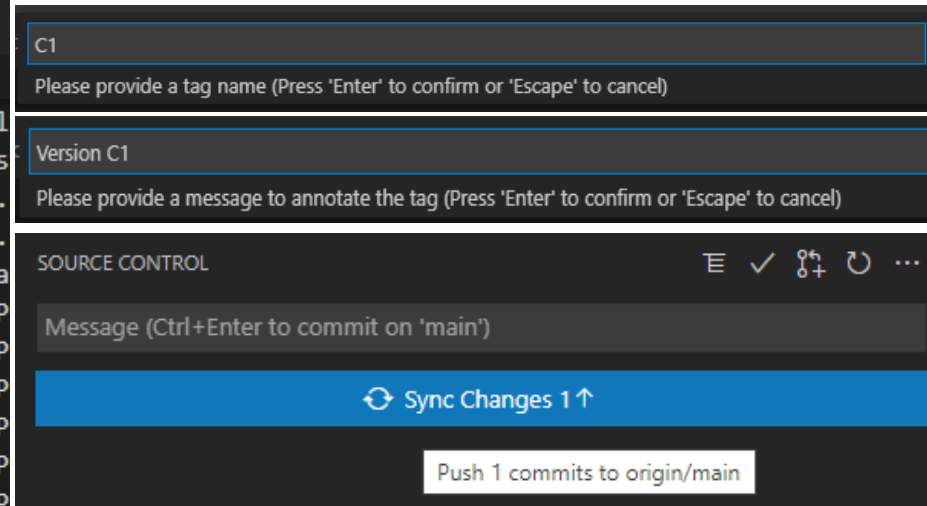 C1
Please provide a tag name (Press 'Enter' to confirm or 'Escape' to cancel)
Version C1
Please provide a message to annotate the tag (Press 'Enter' to confirm or 'Escape' to cancel)
SOURCE CONTROL
Message (Ctrl+Enter to commit on 'main')
Sync Changes 1↑
Push 1 commits to origin/main